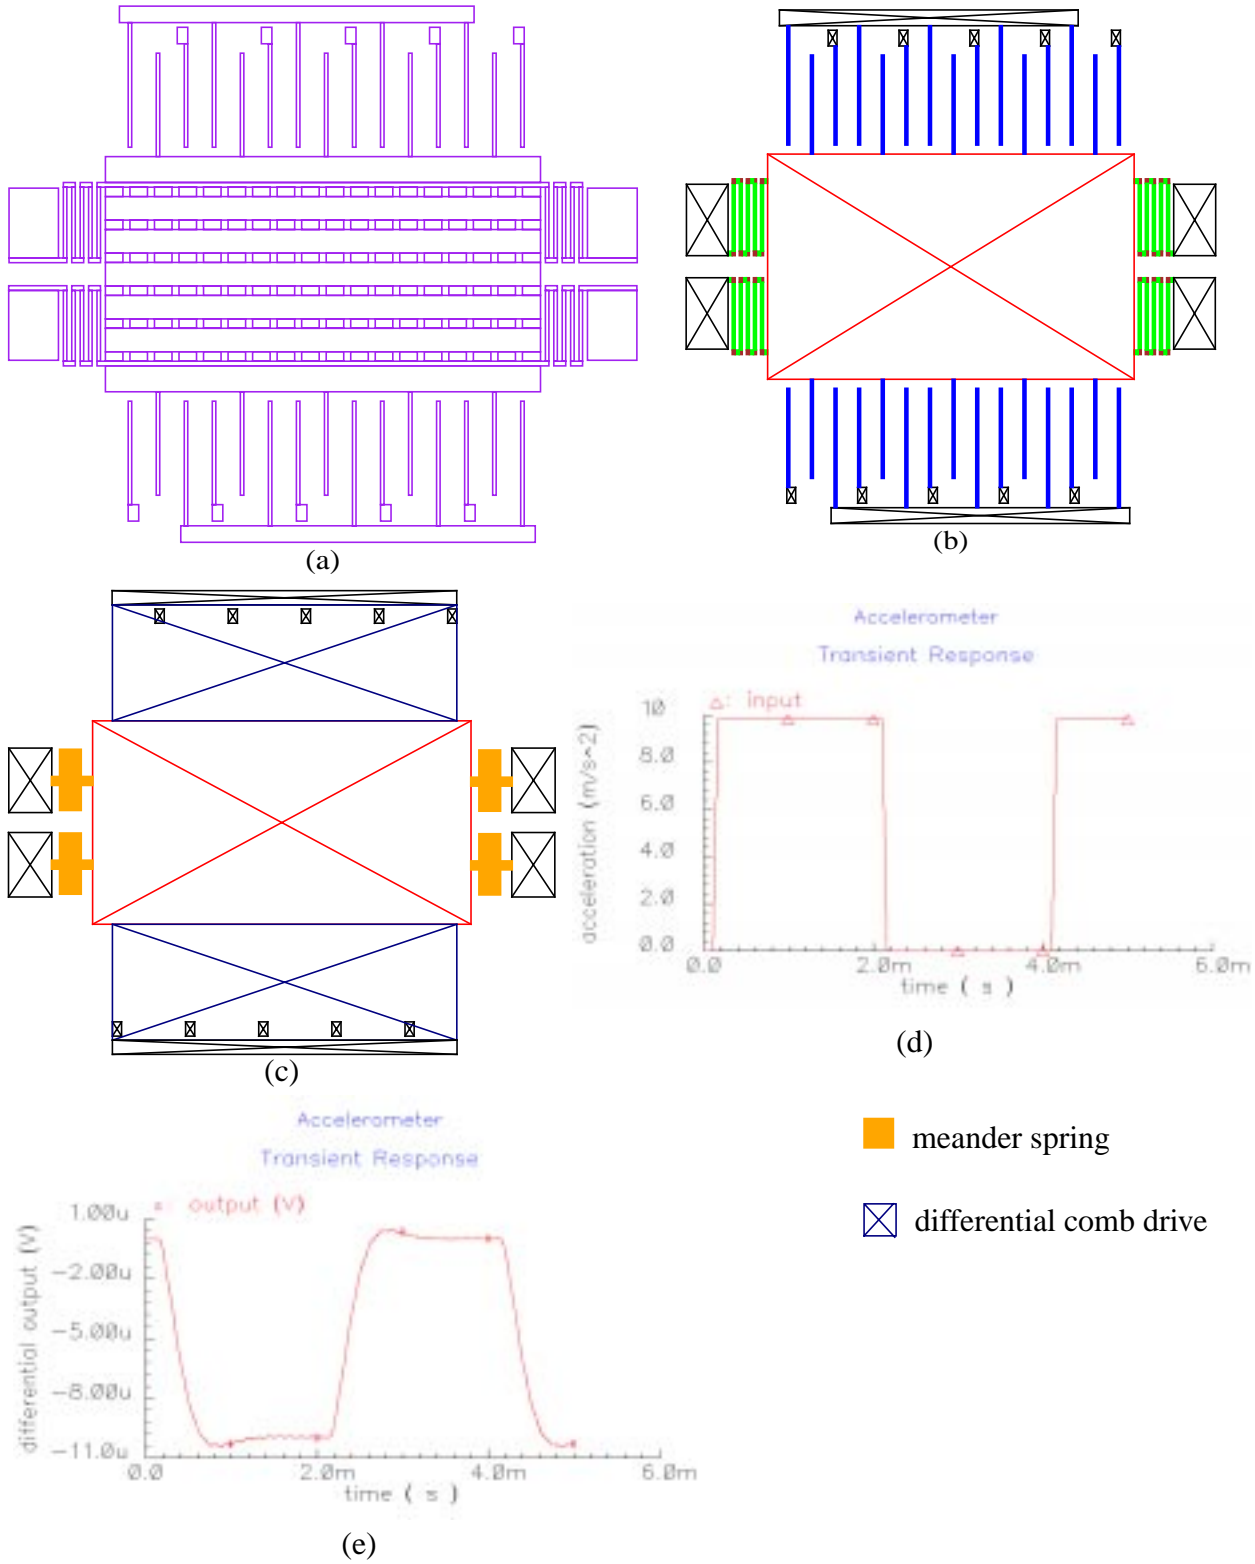 (a)
(b)
(c)
Accelerometer
Transient Response
△: input
acceleration (m/s^2)
10
8.0
6.0
4.0
2.0
0.0
0.0 2.0m 4.0m 6.0m
time ( s )
(d)
Accelerometer
Transient Response
output (V)
differential output (V)
1.00u
-2.00u
-5.00u
-8.00u
-11.0u
0.0 2.0m 4.0m 6.0m
time ( s )
(e)
meander spring
differential comb drive